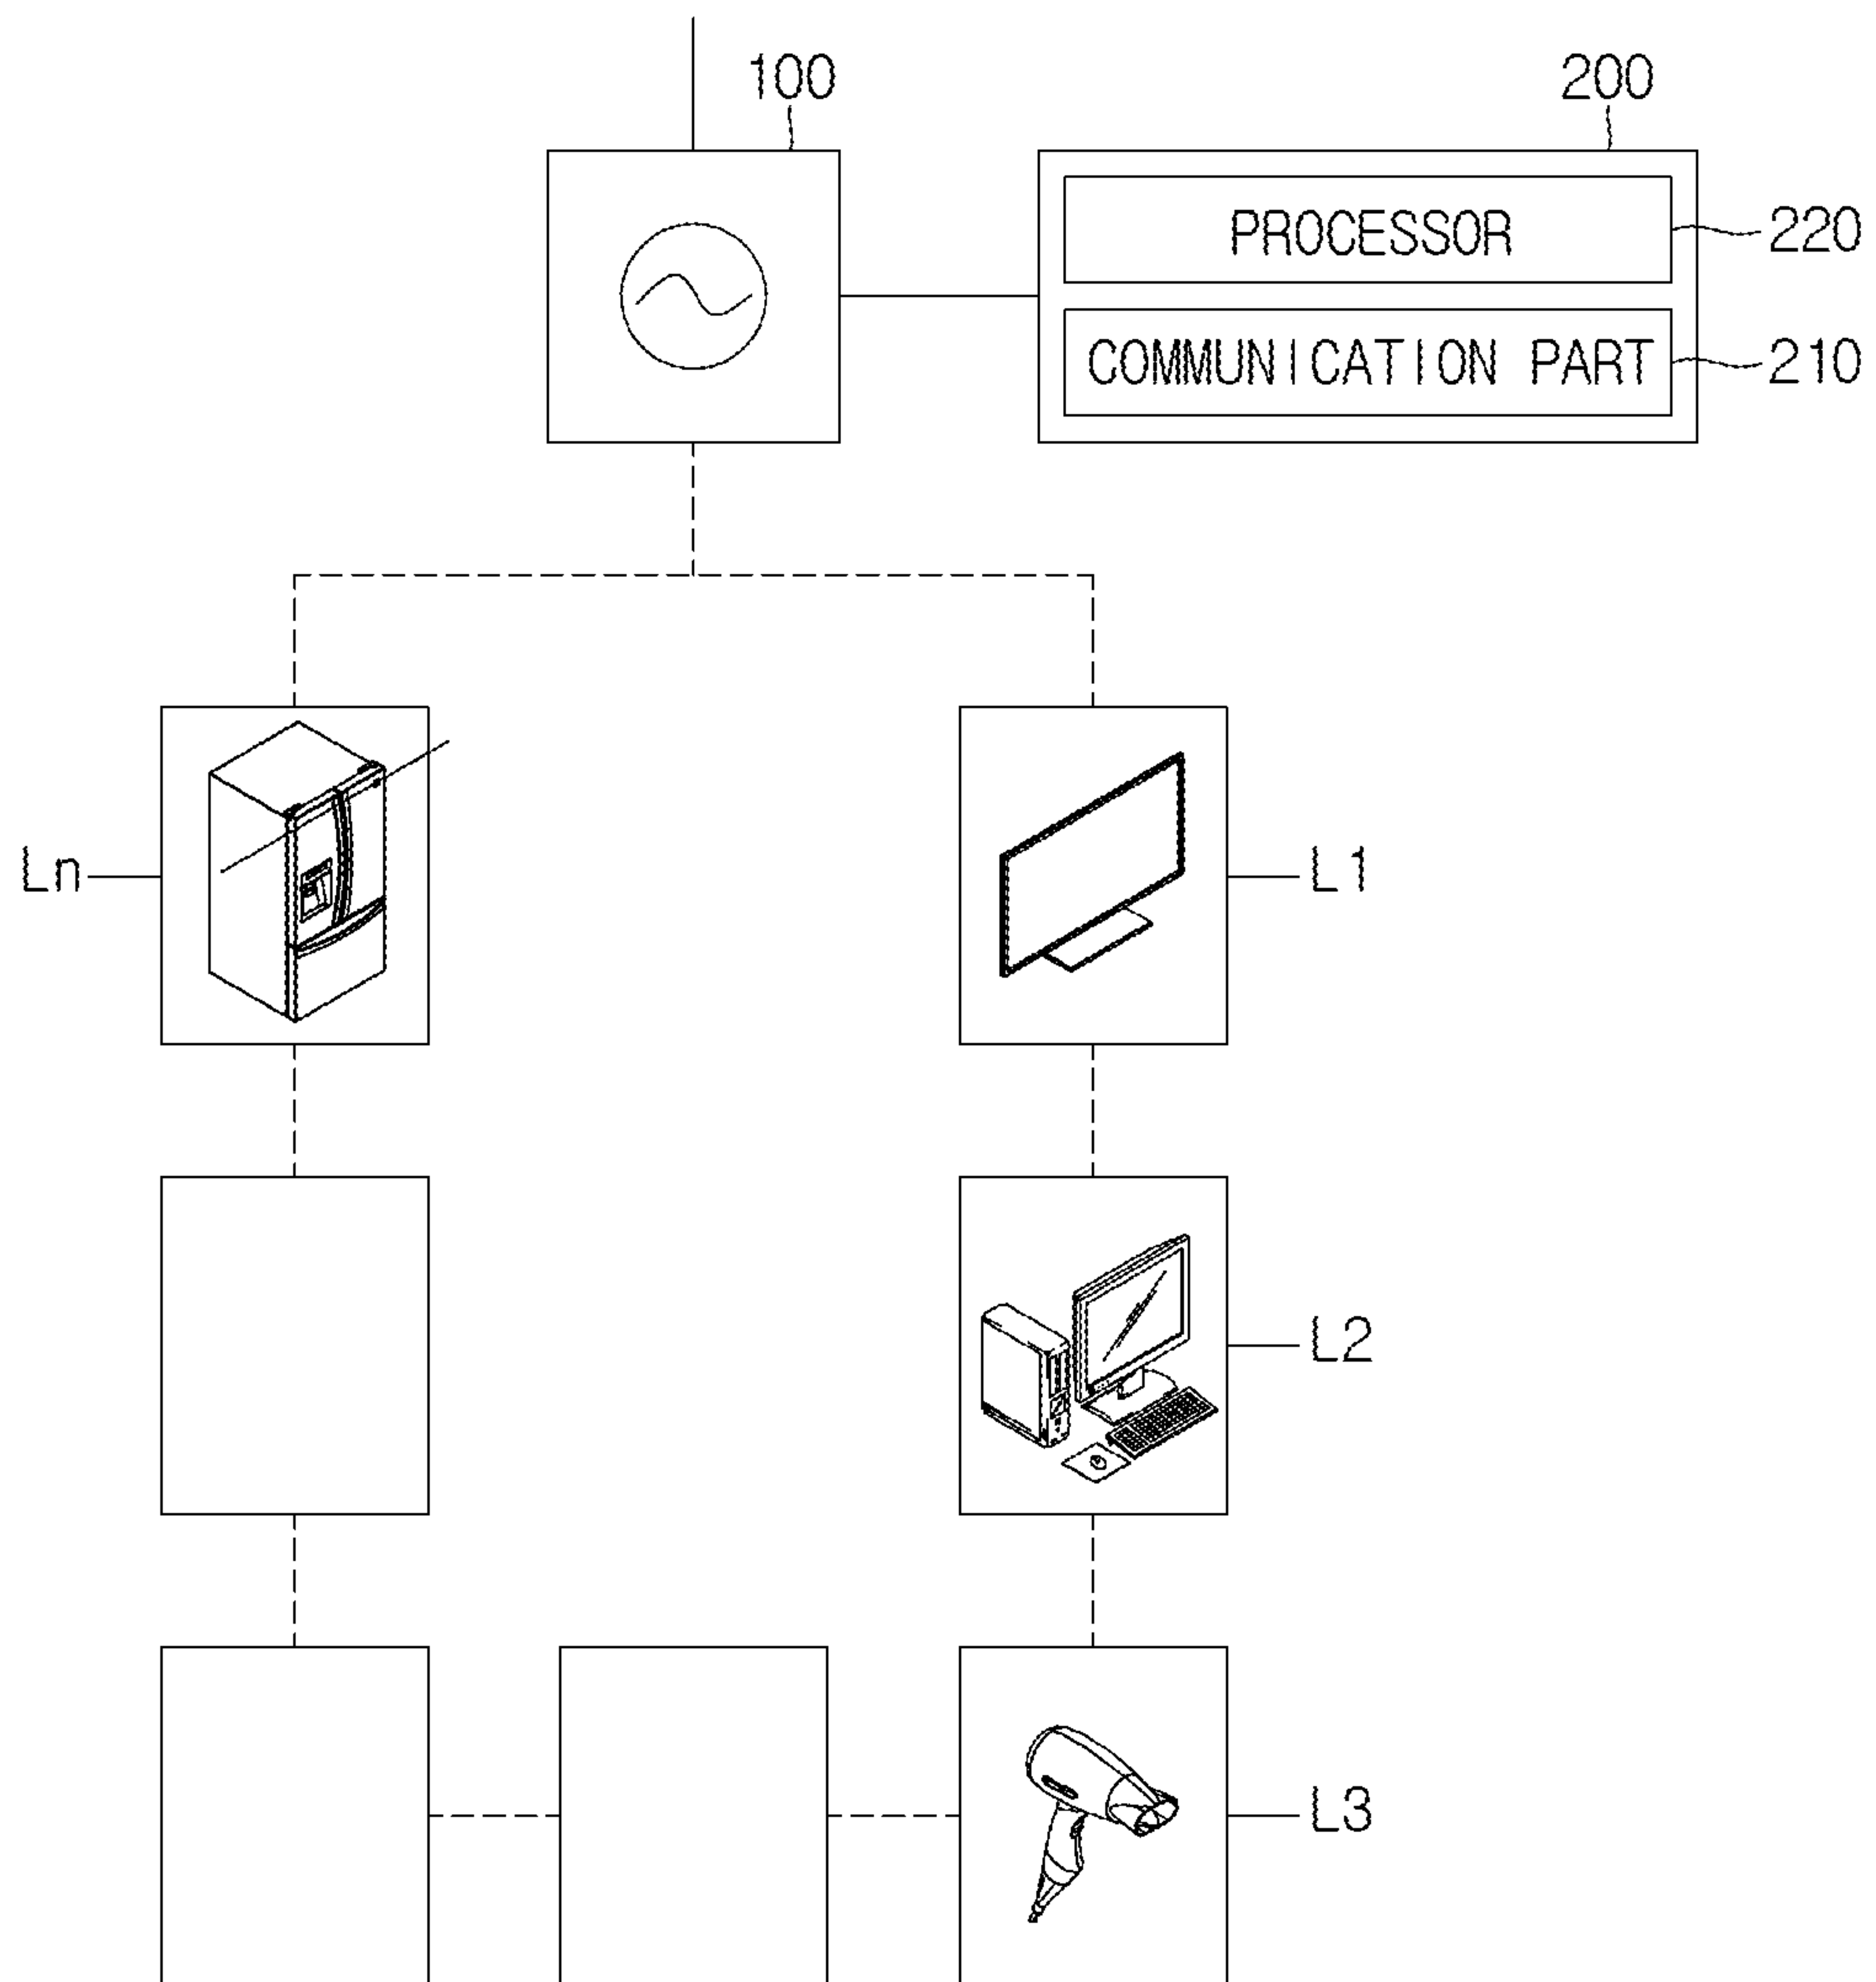 100
200
PROCESSOR
220
COMMUNICATION PART
210
Ln
L1
L2
L3